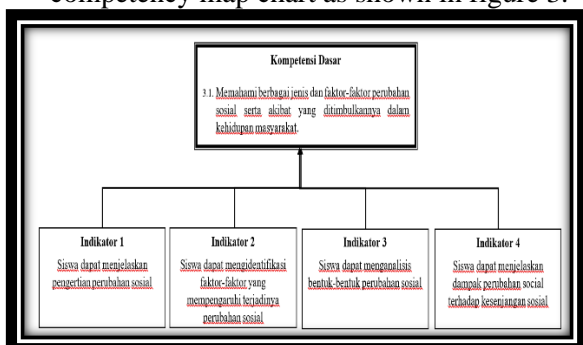 competency map chart as shown in figure 3.
Kompetensi Dasar
3.1. Memahami berbagai jenis dan faktor-faktor perubahan
sosial serta akibat yang ditimbulkannya dalam
kehidupan masyarakat.
Indikator 1
Siswa dapat menjelaskan
pengertian perubahan sosial
Indikator 2
Siswa dapat mengidentifikasi
faktor-faktor yang
mempengaruhi terjadinya
perubahan sosial
Indikator 3
Siswa dapat menganalisis
bentuk-bentuk perubahan sosial
Indikator 4
Siswa dapat menjelaskan
dampak perubahan social
terhadap kesenjangan sosial